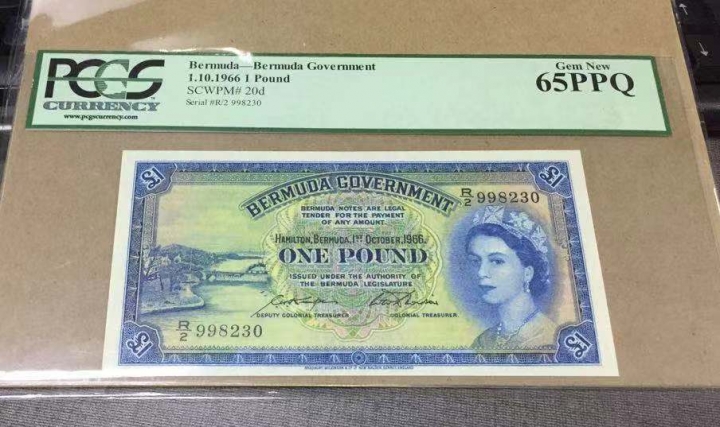 PCGS
CURRENCY
www.pcgscurrency.com
Bermuda—Bermuda Government
1.10.1966 1 Pound
SCWPM# 20d
Serial #R/2 998230
Gem New
65PPQ
£1
£1
BERMUDA GOVERNMENT
R/2 998230
BERMUDA NOTES ARE LEGAL
TENDER FOR THE PAYMENT
OF ANY AMOUNT.
HAMILTON, BERMUDA, 1ST OCTOBER, 1966.
ONE POUND
ISSUED UNDER THE AUTHORITY OF
THE BERMUDA LEGISLATURE
DEPUTY COLONIAL TREASURER
COLONIAL TREASURER.
R/2 998230
£1
£1